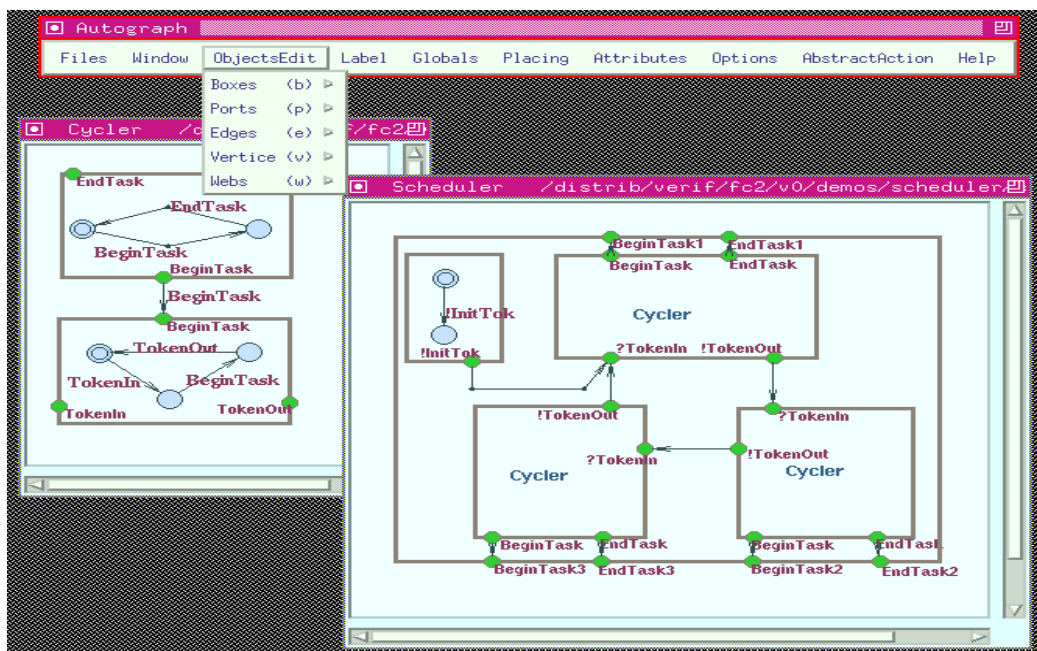 Autograph
Files Window ObjectsEdit Label Globals Placing Attributes Options AbstractAction Help
Boxes (b)
Ports (p)
Edges (e)
Vertice (v)
Webs (w)
Cycler /fc2
EndTask
EndTask
BeginTask
BeginTask
BeginTask
BeginTask
TokenOut
TokenIn
BeginTask
TokenIn
TokenOut
Scheduler /distrib/verif/fc2/v0/demos/scheduler
BeginTask1 EndTask1
BeginTask EndTask
!InitTok
Cycler
!InitTok
?TokenIn !TokenOut
!TokenOut
?TokenIn
?TokenIn
!TokenOut
Cycler
Cycler
BeginTask EndTask
BeginTask EndTask
BeginTask3 EndTask3
BeginTask2 EndTask2